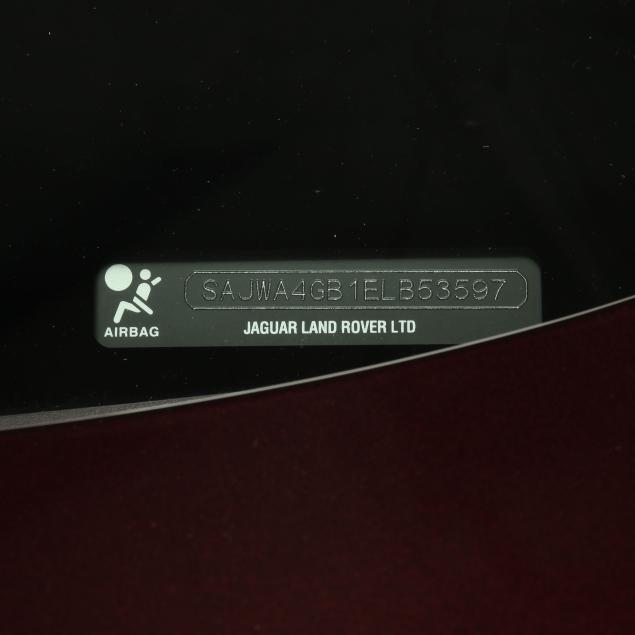 SAJWA4GB1ELB53597
AIRBAG
JAGUAR LAND ROVER LTD